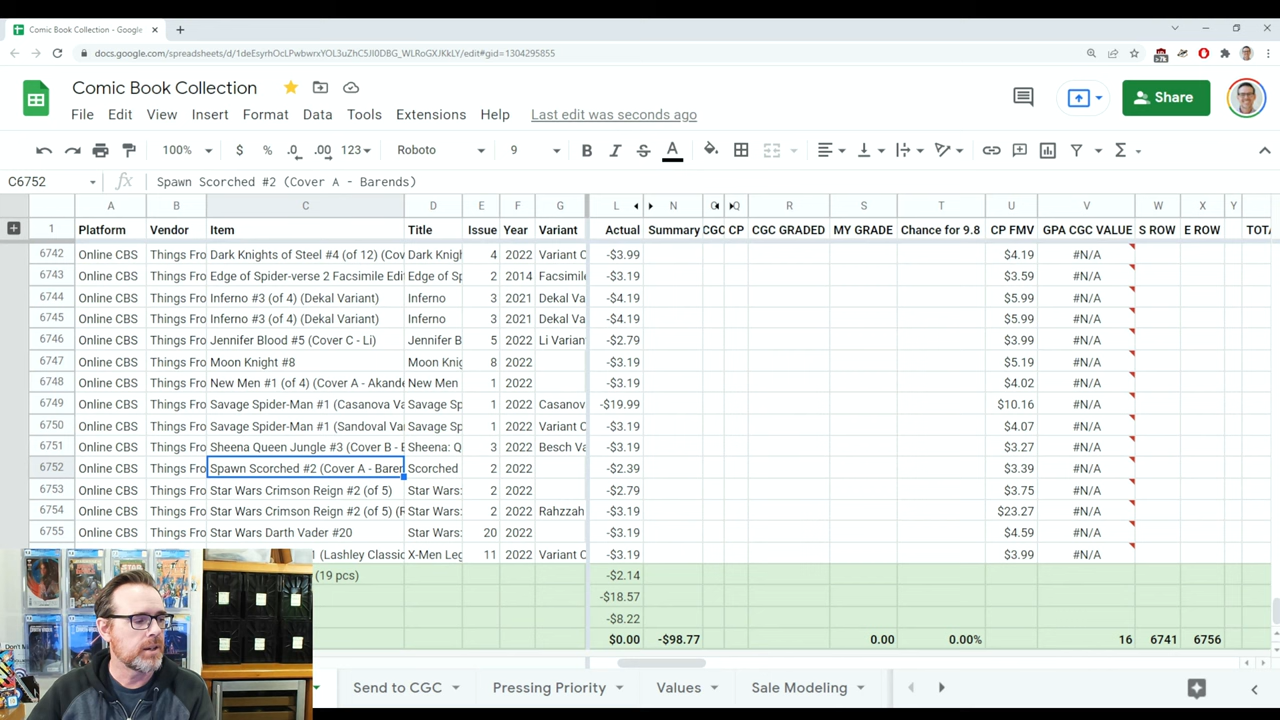 Comic Book Collection - Google
docs.google.com/spreadsheets/d/1deEsyrhOcLPwbwrxYOL3uZhC5JI0DBG_WLRoGXJKkLY/edit#gid=1304295855
Comic Book Collection
Share
File Edit View Insert Format Data Tools Extensions Help Last edit was seconds ago
100% $ % .0 .00 123 Roboto 9 B I S A
C6752 fx Spawn Scorched #2 (Cover A - Barends)
A B C D E F G L N Q R S T U V W X Y
1 Platform Vendor Item Title Issue Year Variant Actual Summary CGC CP CGC GRADED MY GRADE Chance for 9.8 CP FMV GPA CGC VALUE S ROW E ROW TOTA
6742 Online CBS Things Fro Dark Knights of Steel #4 (of 12) (Cov Dark Knigh 4 2022 Variant C -$3.99 $4.19 #N/A
6743 Online CBS Things Fro Edge of Spider-verse 2 Facsimile Edi Edge of Sp 2 2014 Facsimile -$3.19 $3.59 #N/A
6744 Online CBS Things Fro Inferno #3 (of 4) (Dekal Variant) Inferno 3 2021 Dekal Va -$4.19 $5.99 #N/A
6745 Online CBS Things Fro Inferno #3 (of 4) (Dekal Variant) Inferno 3 2021 Dekal Va -$4.19 $5.99 #N/A
6746 Online CBS Things Fro Jennifer Blood #5 (Cover C - Li) Jennifer B 5 2022 Li Varian -$2.79 $3.99 #N/A
6747 Online CBS Things Fro Moon Knight #8 Moon Knig 8 2022 -$3.19 $5.19 #N/A
6748 Online CBS Things Fro New Men #1 (of 4) (Cover A - Akande New Men 1 2022 -$3.19 $4.02 #N/A
6749 Online CBS Things Fro Savage Spider-Man #1 (Casanova Va Savage Sp 1 2022 Casanov -$19.99 $10.16 #N/A
6750 Online CBS Things Fro Savage Spider-Man #1 (Sandoval Va Savage Sp 1 2022 Variant C -$3.19 $4.07 #N/A
6751 Online CBS Things Fro Sheena Queen Jungle #3 (Cover B - Sheena: Q 3 2022 Besch Va -$3.19 $3.27 #N/A
6752 Online CBS Things Fro Spawn Scorched #2 (Cover A - Baren Scorched 2 2022 -$2.39 $3.39 #N/A
6753 Online CBS Things Fro Star Wars Crimson Reign #2 (of 5) Star Wars: 2 2022 -$2.79 $3.75 #N/A
6754 Online CBS Things Fro Star Wars Crimson Reign #2 (of 5) (R Star Wars: 2 2022 Rahzzah -$3.19 $23.27 #N/A
6755 Online CBS Things Fro Star Wars Darth Vader #20 Star Wars: 20 2022 -$3.19 $4.59 #N/A
1 (Lashley Classic X-Men Leg 11 2022 Variant C -$3.19 $3.99 #N/A
(19 pcs) -$2.14
-$18.57
-$8.22
$0.00 -$98.77 0.00 0.00% 16 6741 6756
Send to CGC Pressing Priority Values Sale Modeling